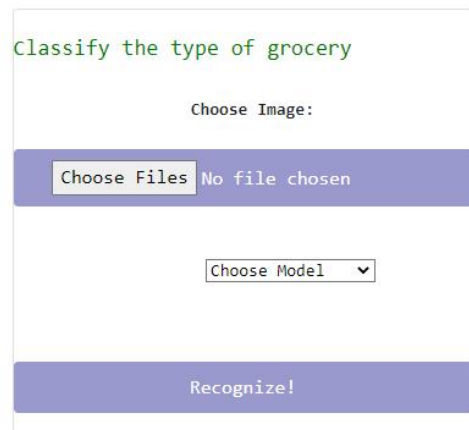 Classify the type of grocery
Choose Image:
Choose Files No file chosen
Choose Model
Recognize!